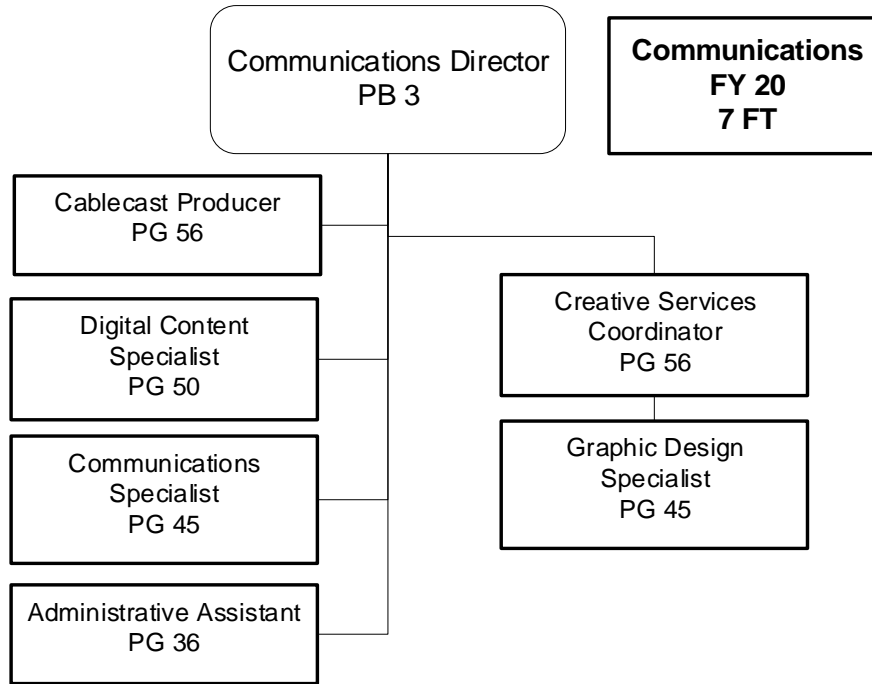 Communications Director
PB 3
Communications
FY 20
7 FT
Cablecast Producer
PG 56
Digital Content
Specialist
PG 50
Communications
Specialist
PG 45
Administrative Assistant
PG 36
Creative Services
Coordinator
PG 56
Graphic Design
Specialist
PG 45